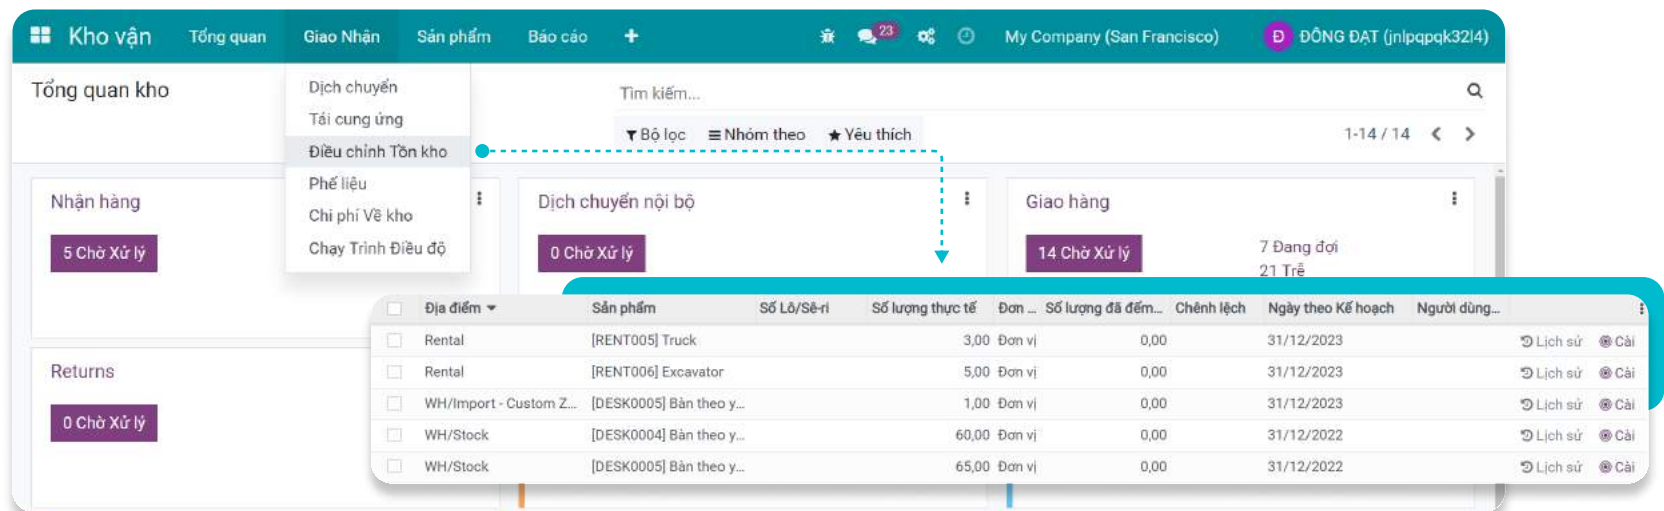 Kho vận Tổng quan Giao Nhận Sản phẩm Báo cáo + 23 My Company (San Francisco) Đ ĐÔNG ĐẠT (jnlpqpqk32l4)
Tổng quan kho
Tìm kiếm...
Bộ lọc Nhóm theo Yêu thích 1-14 / 14
Dịch chuyển
Tái cung ứng
Điều chỉnh Tồn kho
Phế liệu
Chi phí Về kho
Chạy Trình Điều độ
Nhận hàng
5 Chờ Xử lý
Dịch chuyển nội bộ
0 Chờ Xử lý
Giao hàng
14 Chờ Xử lý
7 Đang đợi
21 Trễ
Returns
0 Chờ Xử lý
Địa điểm Sản phẩm Số Lô/Sê-ri Số lượng thực tế Đơn ... Số lượng đã đếm... Chênh lệch Ngày theo Kế hoạch Người dùng...
Rental [RENT005] Truck 3,00 Đơn vị 0,00 31/12/2023 Lịch sử Cài
Rental [RENT006] Excavator 5,00 Đơn vị 0,00 31/12/2023 Lịch sử Cài
WH/Import - Custom Z... [DESK0005] Bàn theo y... 1,00 Đơn vị 0,00 31/12/2023 Lịch sử Cài
WH/Stock [DESK0004] Bàn theo y... 60,00 Đơn vị 0,00 31/12/2022 Lịch sử Cài
WH/Stock [DESK0005] Bàn theo y... 65,00 Đơn vị 0,00 31/12/2022 Lịch sử Cài